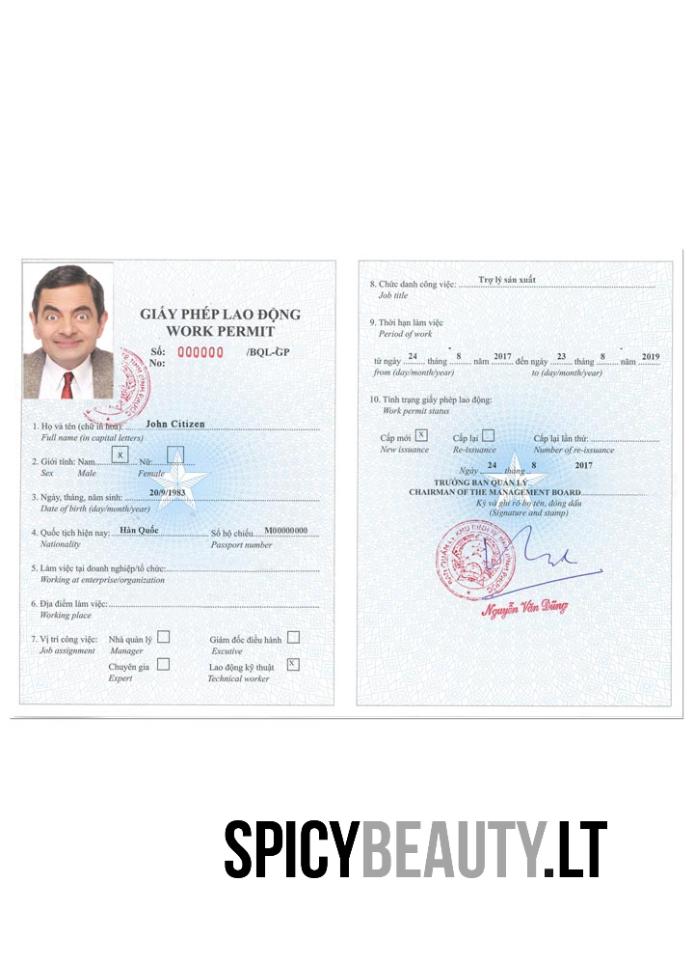 GIẤY PHÉP LAO ĐỘNG
WORK PERMIT
Số: 000000 /BQL-GP
No:
1. Họ và tên (chữ in hoa): John Citizen
Full name (in capital letters)
2. Giới tính: Nam X Nữ
Sex Male Female
3. Ngày, tháng, năm sinh: 20/9/1983
Date of birth (day/month/year)
4. Quốc tịch hiện nay: Hàn Quốc Số hộ chiếu M00000000
Nationality Passport number
5. Làm việc tại doanh nghiệp/tổ chức:
Working at enterprise/organization
6. Địa điểm làm việc:
Working place
7. Vị trí công việc: Nhà quản lý Giám đốc điều hành
Job assignment Manager Excutive
Chuyên gia Lao động kỹ thuật X
Expert Technical worker
8. Chức danh công việc: Trợ lý sản xuất
Job title
9. Thời hạn làm việc
Period of work
từ ngày 24 tháng 8 năm 2017 đến ngày 23 tháng 8 năm 2019
from (day/month/year) to (day/month/year)
10. Tình trạng giấy phép lao động:
Work permit status
Cấp mới X Cấp lại Cấp lại lần thứ:
New issuance Re-issuance Number of re-issuance
Ngày 24 tháng 8 2017
TRƯỞNG BAN QUẢN LÝ
CHAIRMAN OF THE MANAGEMENT BOARD
Ký và ghi rõ họ tên, đóng dấu
(Signature and stamp)
Nguyễn Văn Dũng
SPICYBEAUTY.LT